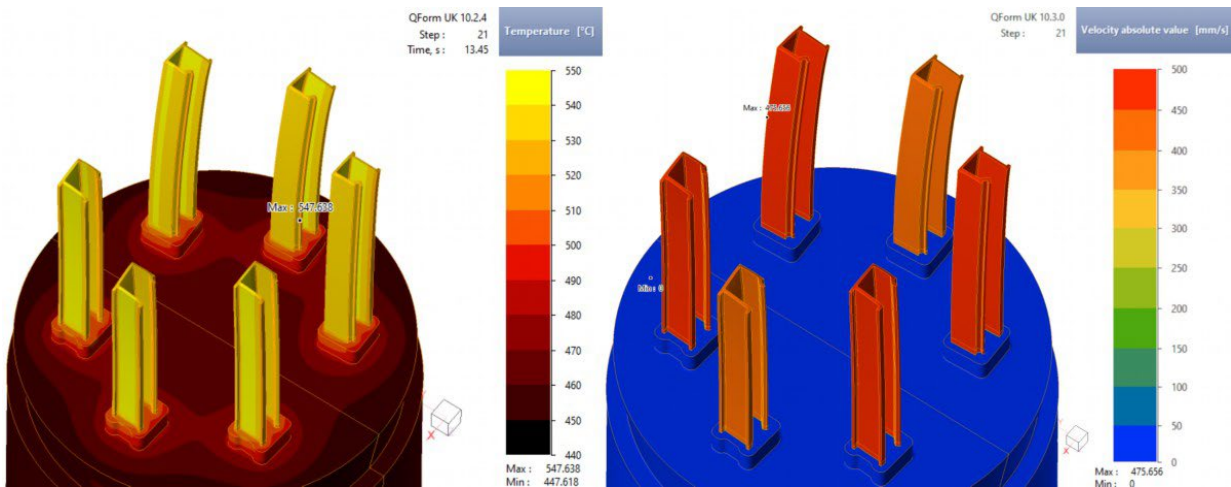 QForm UK 10.2.4
Step : 21
Time, s : 13.45
Temperature [°C]
550
540
530
520
510
500
490
480
470
460
450
440
Max : 547.638
Min : 447.618
Max : 547.638
X
QForm UK 10.3.0
Step : 21
Velocity absolute value [mm/s]
500
450
400
350
300
250
200
150
100
50
0
Max : 475.656
Min : 0
Min : 0
X